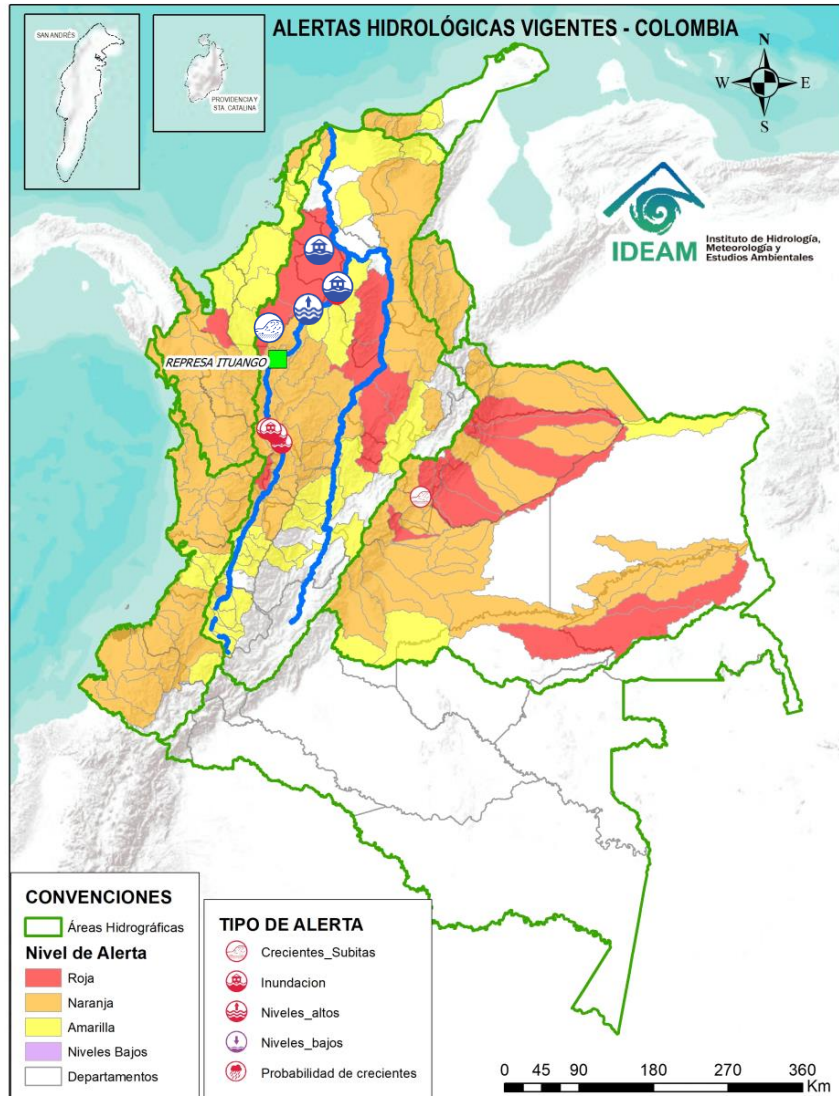 ALERTAS HIDROLÓGICAS VIGENTES - COLOMBIA
SAN ANDRÉS
PROVIDENCIA Y
STA. CATALINA
N
W
E
S
IDEAM
Instituto de Hidrología,
Meteorología y
Estudios Ambientales
REPRESA ITUANGO
CONVENCIONES
Áreas Hidrográficas
Nivel de Alerta
Roja
Naranja
Amarilla
Niveles Bajos
Departamentos
TIPO DE ALERTA
Crecientes_Subitas
Inundacion
Niveles_altos
Niveles_bajos
Probabilidad de crecientes
0 45 90 180 270 360
Km